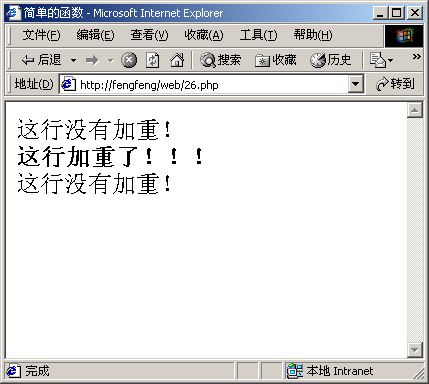 简单的函数 - Microsoft Internet Explorer
文件(F) 编辑(E) 查看(V) 收藏(A) 工具(T) 帮助(H)
后退 搜索 收藏 历史 »
地址(D) http://fengfeng/web/26.php 转到
这行没有加重！
这行加重了！！！
这行没有加重！
完成 本地 Intranet